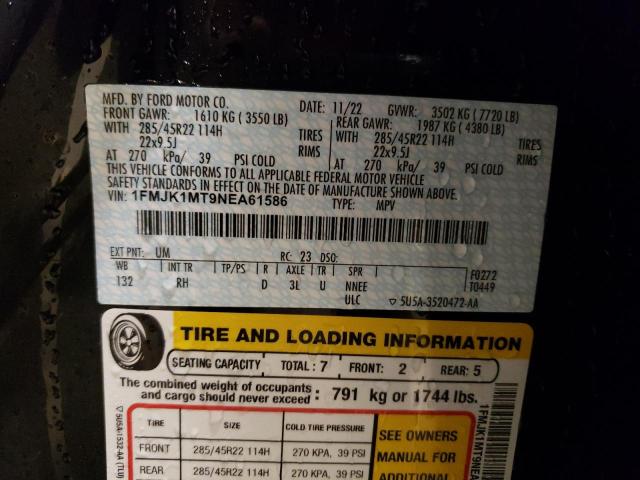 MFD. BY FORD MOTOR CO.
DATE: 11/22 GVWR: 3502 KG ( 7720 LB)
FRONT GAWR: 1610 KG ( 3550 LB) REAR GAWR: 1987 KG ( 4380 LB)
WITH 285/45R22 114H TIRES WITH 285/45R22 114H TIRES
22x9.5J RIMS 22x9.5J RIMS
AT 270 kPa/ 39 PSI COLD AT 270 kPa/ 39 PSI COLD
THIS VEHICLE CONFORMS TO ALL APPLICABLE FEDERAL MOTOR VEHICLE
SAFETY STANDARDS IN EFFECT ON THE DATE OF MANUFACTURE SHOWN ABOVE.
VIN: 1FMJK1MT9NEA61586 TYPE: MPV
EXT PNT: UM RC: 23 DSO:
WB INT TR TP/PS R AXLE TR SPR F0272
132 RH D 3L U NNEE T0449
ULC ▽ 5U5A-3520472-AA
TIRE AND LOADING INFORMATION
SEATING CAPACITY TOTAL : 7 FRONT: 2 REAR: 5
The combined weight of occupants
and cargo should never exceed : 791 kg or 1744 lbs.
TIRE SIZE COLD TIRE PRESSURE
FRONT 285/45R22 114H 270 KPA, 39 PSI
REAR 285/45R22 114H 270 KPA, 39 PSI
SEE OWNERS
MANUAL FOR
ADDITIONAL
1FMJK1MT9NEA